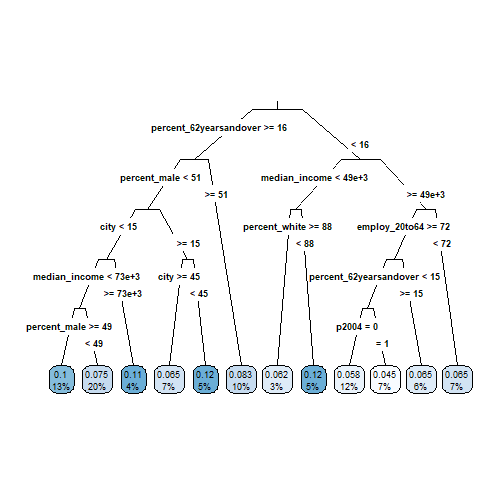 percent_62yearsandover >= 16
< 16
percent_male < 51
median_income < 49e+3
>= 51
>= 49e+3
city < 15
percent_white >= 88
employ_20to64 >= 72
>= 15
< 88
< 72
median_income < 73e+3
city >= 45
percent_62yearsandover < 15
>= 73e+3
< 45
>= 15
percent_male >= 49
p2004 = 0
< 49
= 1
0.1 0.075 0.11 0.065 0.12 0.083 0.062 0.12 0.058 0.045 0.065 0.065
13% 20% 4% 7% 5% 10% 3% 5% 12% 7% 6% 7%